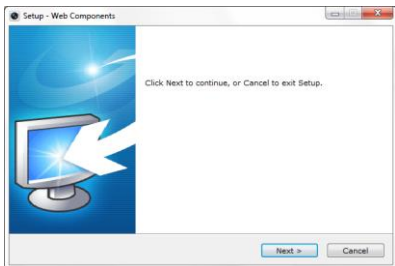 Setup - Web Components
Click Next to continue, or Cancel to exit Setup.
Next >
Cancel